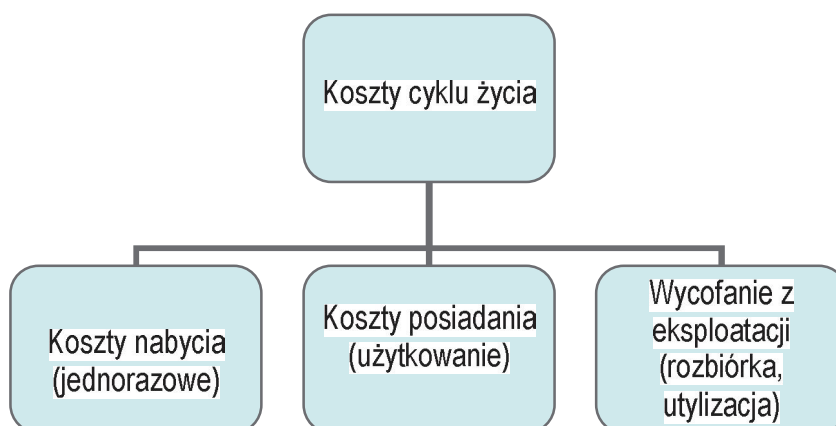 Koszty cyklu życia
Koszty nabycia
(jednorazowe)
Koszty posiadania
(użytkowanie)
Wycofanie z
eksploatacji
(rozbiórka,
utylizacja)